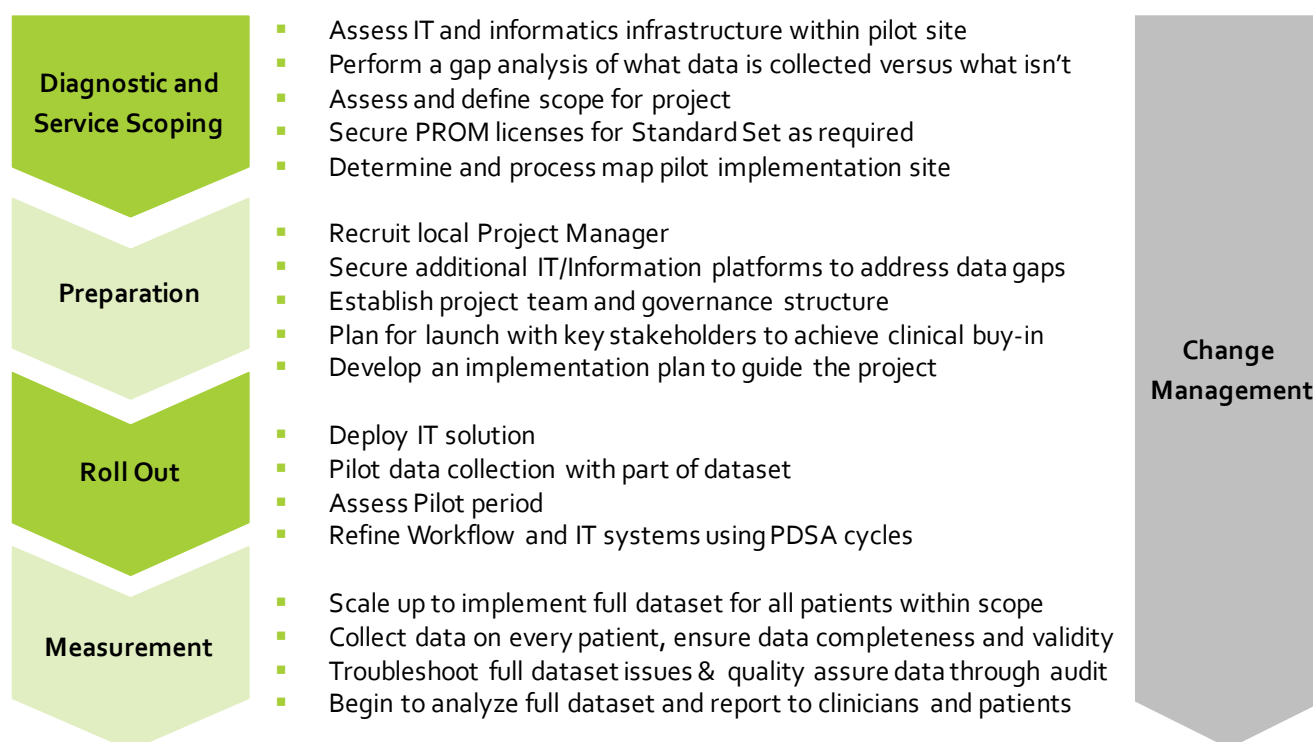 Diagnostic and
Service Scoping
Assess IT and informatics infrastructure within pilot site
Perform a gap analysis of what data is collected versus what isn’t
Assess and define scope for project
Secure PROM licenses for Standard Set as required
Determine and process map pilot implementation site
Preparation
Recruit local Project Manager
Secure additional IT/Information platforms to address data gaps
Establish project team and governance structure
Plan for launch with key stakeholders to achieve clinical buy-in
Develop an implementation plan to guide the project
Roll Out
Deploy IT solution
Pilot data collection with part of dataset
Assess Pilot period
Refine Workflow and IT systems using PDSA cycles
Measurement
Scale up to implement full dataset for all patients within scope
Collect data on every patient, ensure data completeness and validity
Troubleshoot full dataset issues & quality assure data through audit
Begin to analyze full dataset and report to clinicians and patients
Change
Management